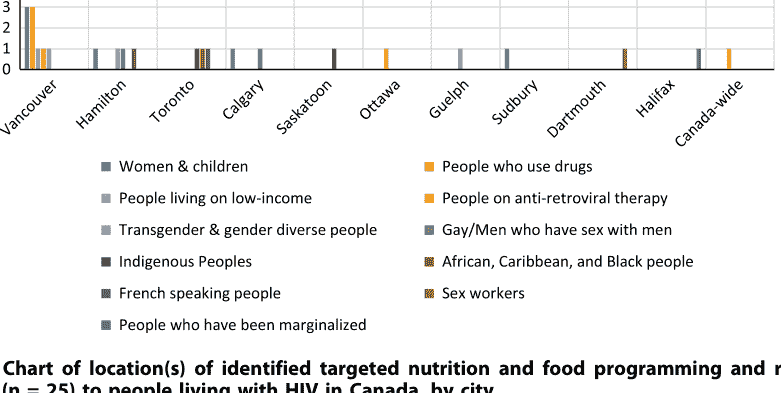 3
2
1
0
Vancouver Hamilton Toronto Calgary Saskatoon Ottawa Guelph Sudbury Dartmouth Halifax Canada-wide
Women & children People who use drugs
People living on low-income People on anti-retroviral therapy
Transgender & gender diverse people Gay/Men who have sex with men
Indigenous Peoples African, Caribbean, and Black people
French speaking people Sex workers
People who have been marginalized
Chart of location(s) of identified targeted nutrition and food programming and
(n = 25) to people living with HIV in Canada, by city